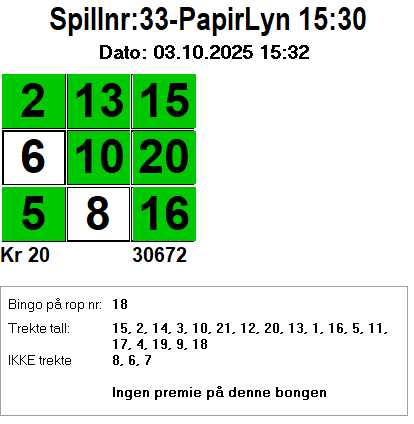 Spillnr:33-PapirLyn 15:30
Dato: 03.10.2025 15:32
2 13 15
6 10 20
5 8 16
Kr 20 30672
Bingo på rop nr: 18
Trekte tall: 15, 2, 14, 3, 10, 21, 12, 20, 13, 1, 16, 5, 11,
17, 4, 19, 9, 18
IKKE trekte 8, 6, 7
Ingen premie på denne bongen